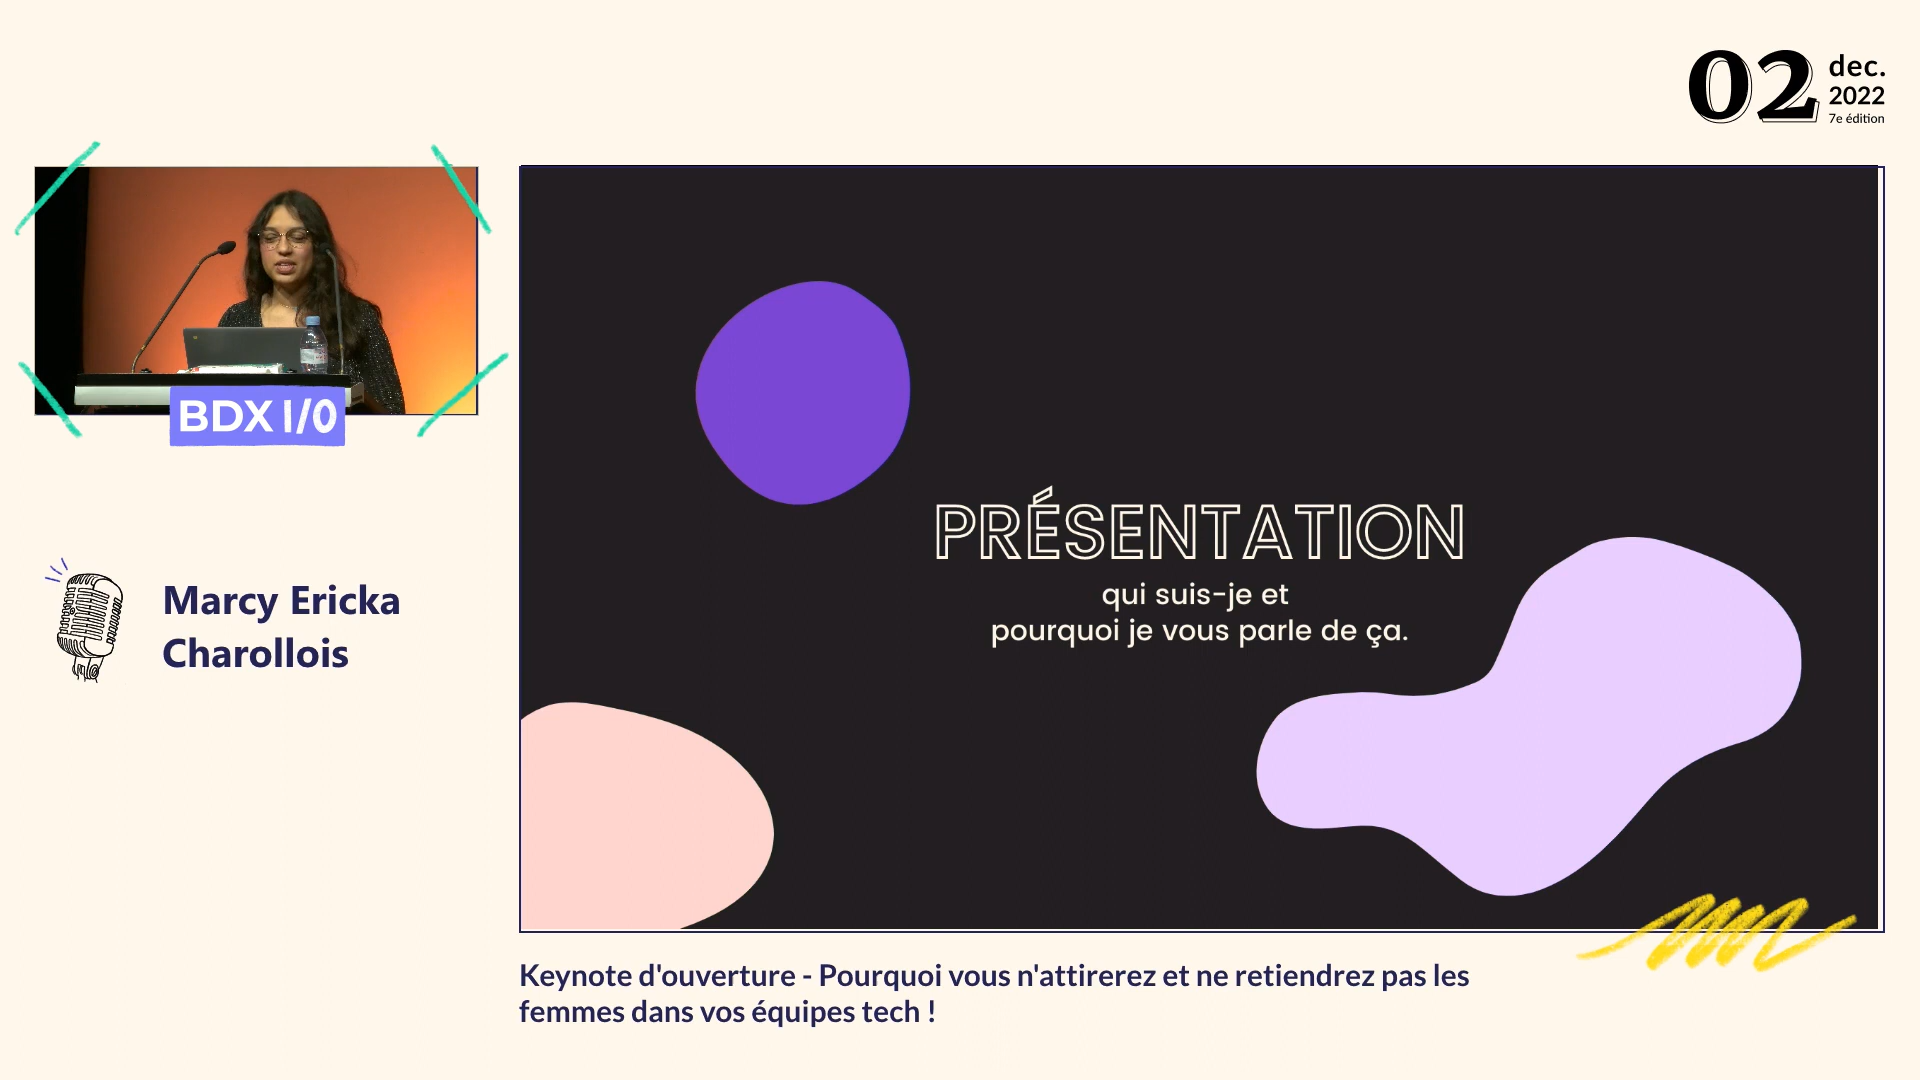 02 dec.
2022
7e édition
BDX I/O
Marcy Ericka
Charollois
PRÉSENTATION
qui suis-je et
pourquoi je vous parle de ça.
Keynote d'ouverture - Pourquoi vous n'attirerez et ne retiendrez pas les
femmes dans vos équipes tech !